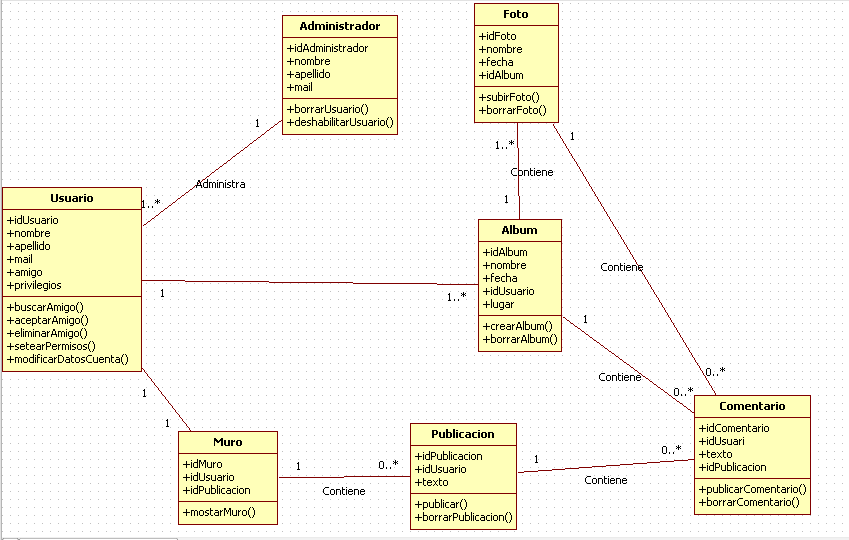 Administrador
+idAdministrador
+nombre
+apellido
+mail
+borrarUsuario()
+deshabilitarUsuario()
Foto
+idFoto
+nombre
+fecha
+idAlbum
+subirFoto()
+borrarFoto()
1
1
1..*
Administra
Contiene
1..*
1
Usuario
+idUsuario
+nombre
+apellido
+mail
+amigo
+privilegios
+buscarAmigo()
+aceptarAmigo()
+eliminarAmigo()
+setearPermisos()
+modificarDatosCuenta()
Album
+idAlbum
+nombre
+fecha
+idUsuario
+lugar
+crearAlbum()
+borrarAlbum()
Contiene
1
1..*
1
Contiene
0..*
0..*
1
1
Muro
+idMuro
+idUsuario
+idPublicacion
+mostarMuro()
1
0..*
Contiene
Publicacion
+idPublicacion
+idUsuario
+texto
+publicar()
+borrarPublicacion()
1
0..*
Contiene
Comentario
+idComentario
+idUsuari
+texto
+idPublicacion
+publicarComentario()
+borrarComentario()